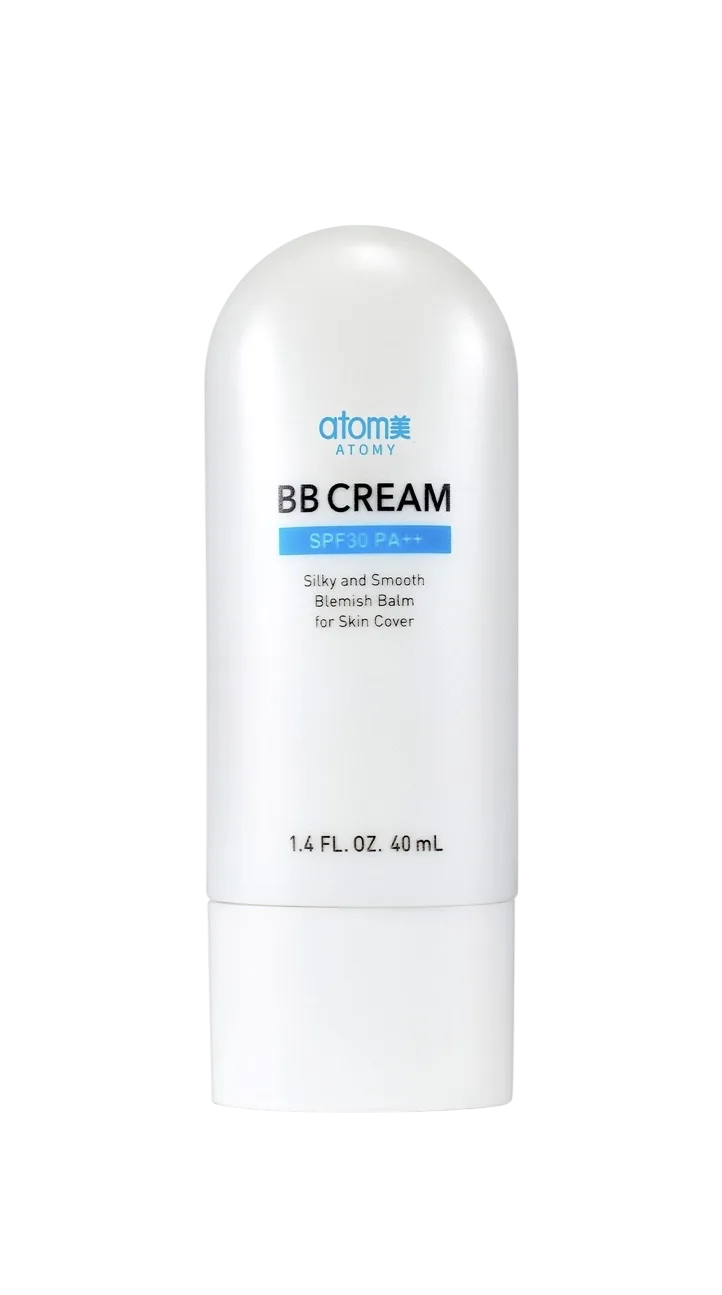 atom美
ATOMY
BB CREAM
SPF30 PA++
Silky and Smooth
Blemish Balm
for Skin Cover
1.4 FL. OZ. 40 mL